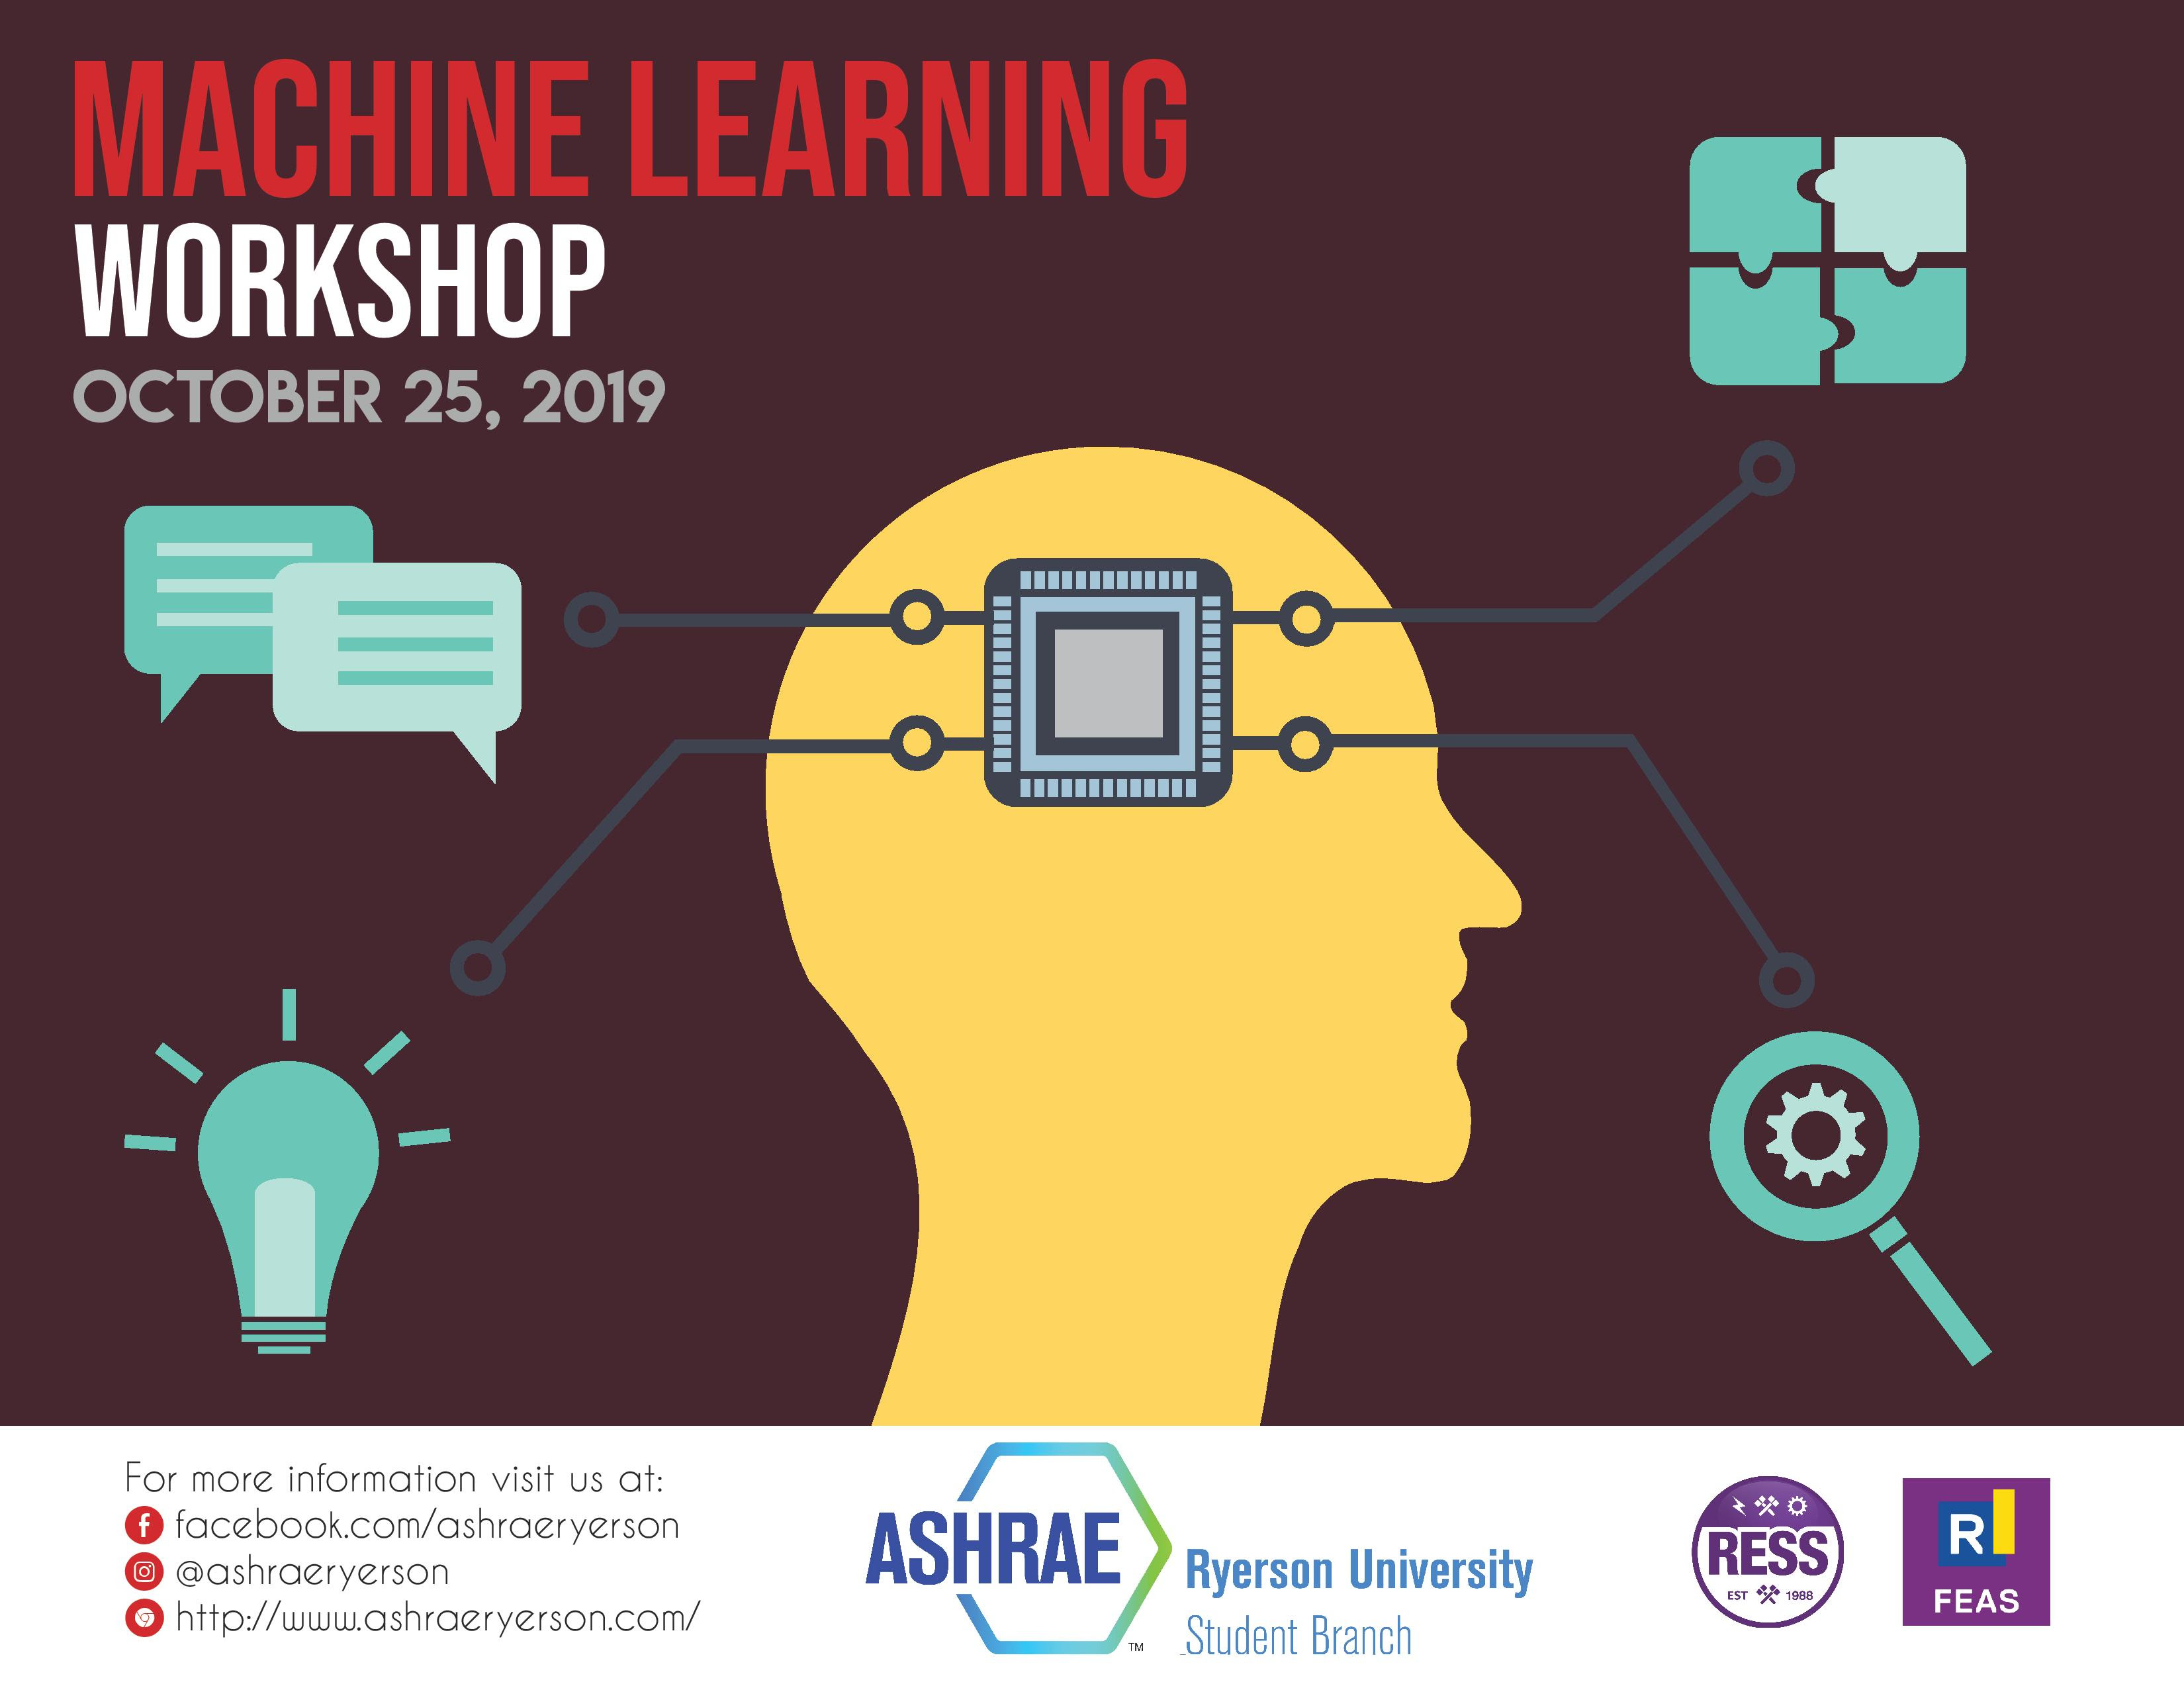 MACHINE LEARNING
WORKSHOP
OCTOBER 25, 2019
For more information visit us at:
facebook.com/ashraeryerson
@ashraeryerson
http://www.ashraeryerson.com/
ASHRAE
TM
Ryerson University
Student Branch
RESS
EST 1988
R
FEAS